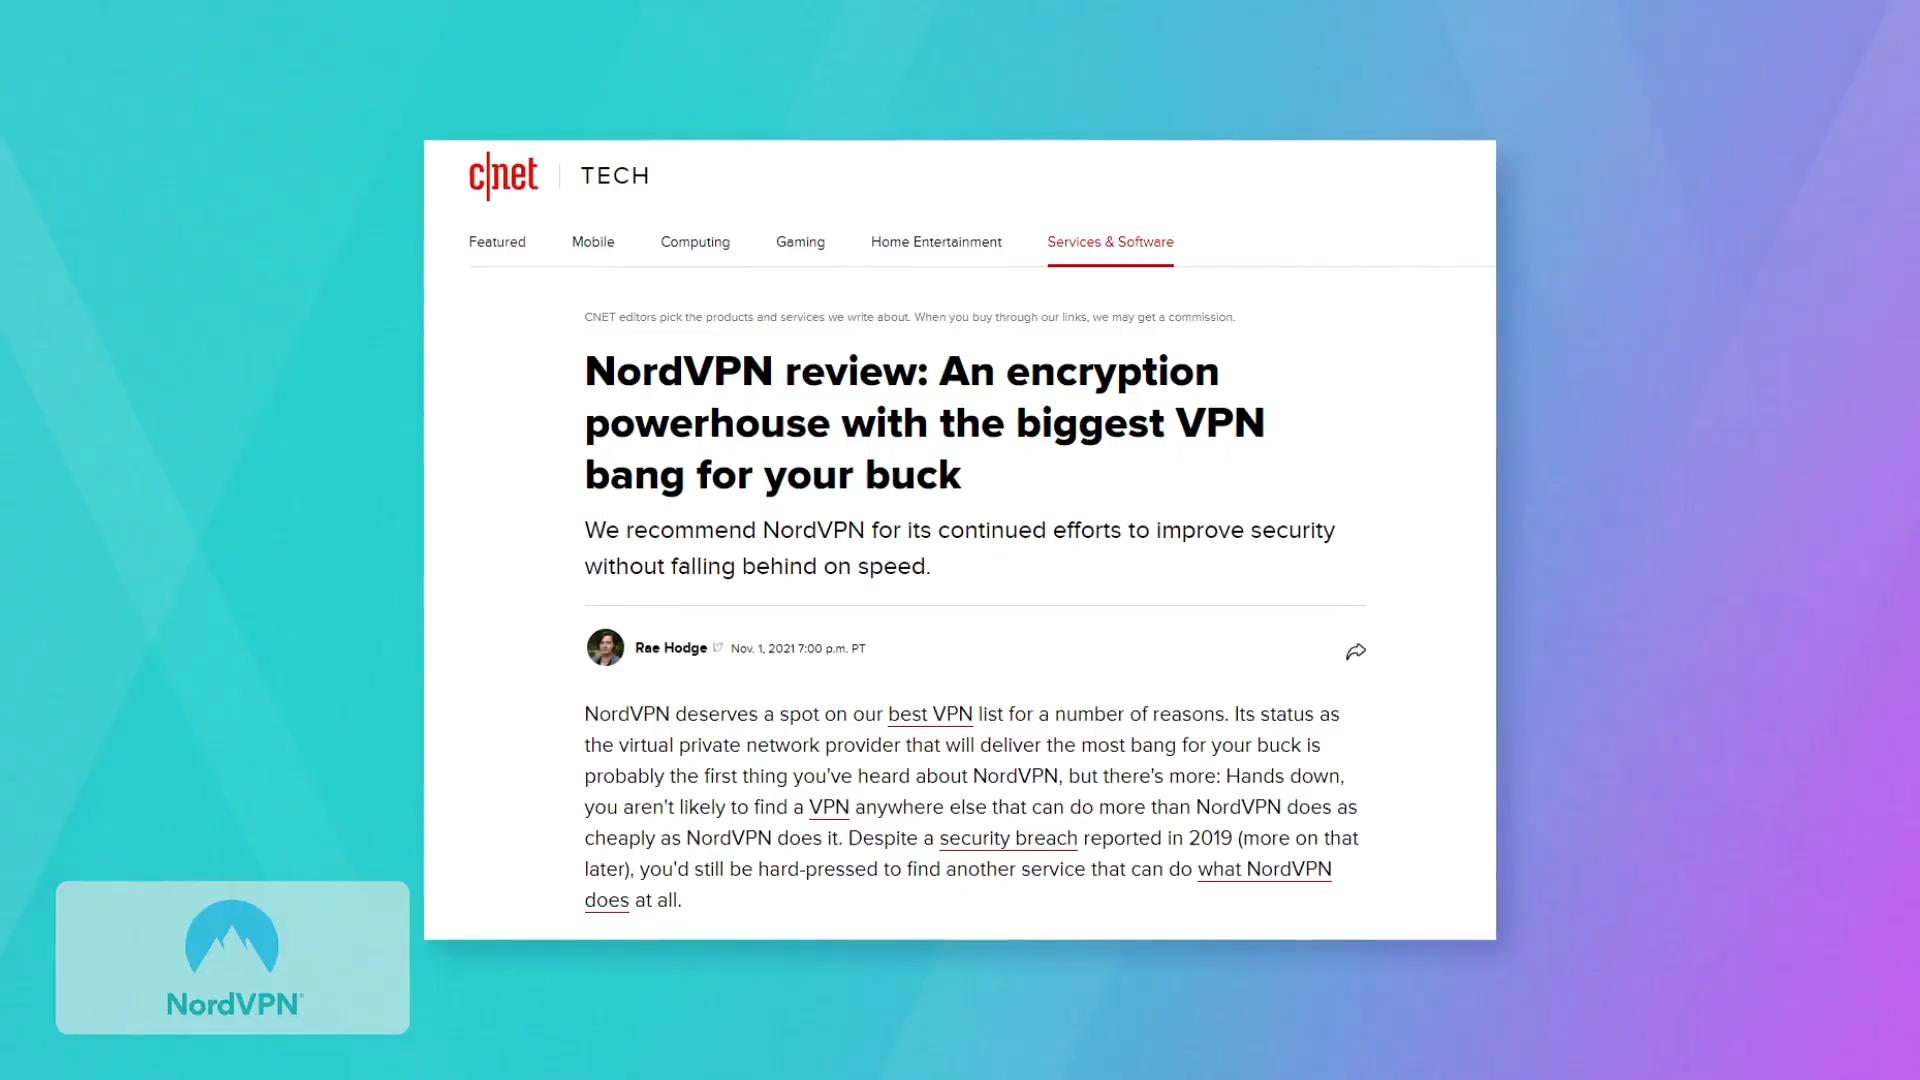 c|net TECH
Featured Mobile Computing Gaming Home Entertainment Services & Software
CNET editors pick the products and services we write about. When you buy through our links, we may get a commission.
NordVPN review: An encryption
powerhouse with the biggest VPN
bang for your buck
We recommend NordVPN for its continued efforts to improve security
without falling behind on speed.
Rae Hodge Nov. 1, 2021 7:00 p.m. PT
NordVPN deserves a spot on our best VPN list for a number of reasons. Its status as
the virtual private network provider that will deliver the most bang for your buck is
probably the first thing you've heard about NordVPN, but there's more: Hands down,
you aren't likely to find a VPN anywhere else that can do more than NordVPN does as
cheaply as NordVPN does it. Despite a security breach reported in 2019 (more on that
later), you'd still be hard-pressed to find another service that can do what NordVPN
does at all.
NordVPN®